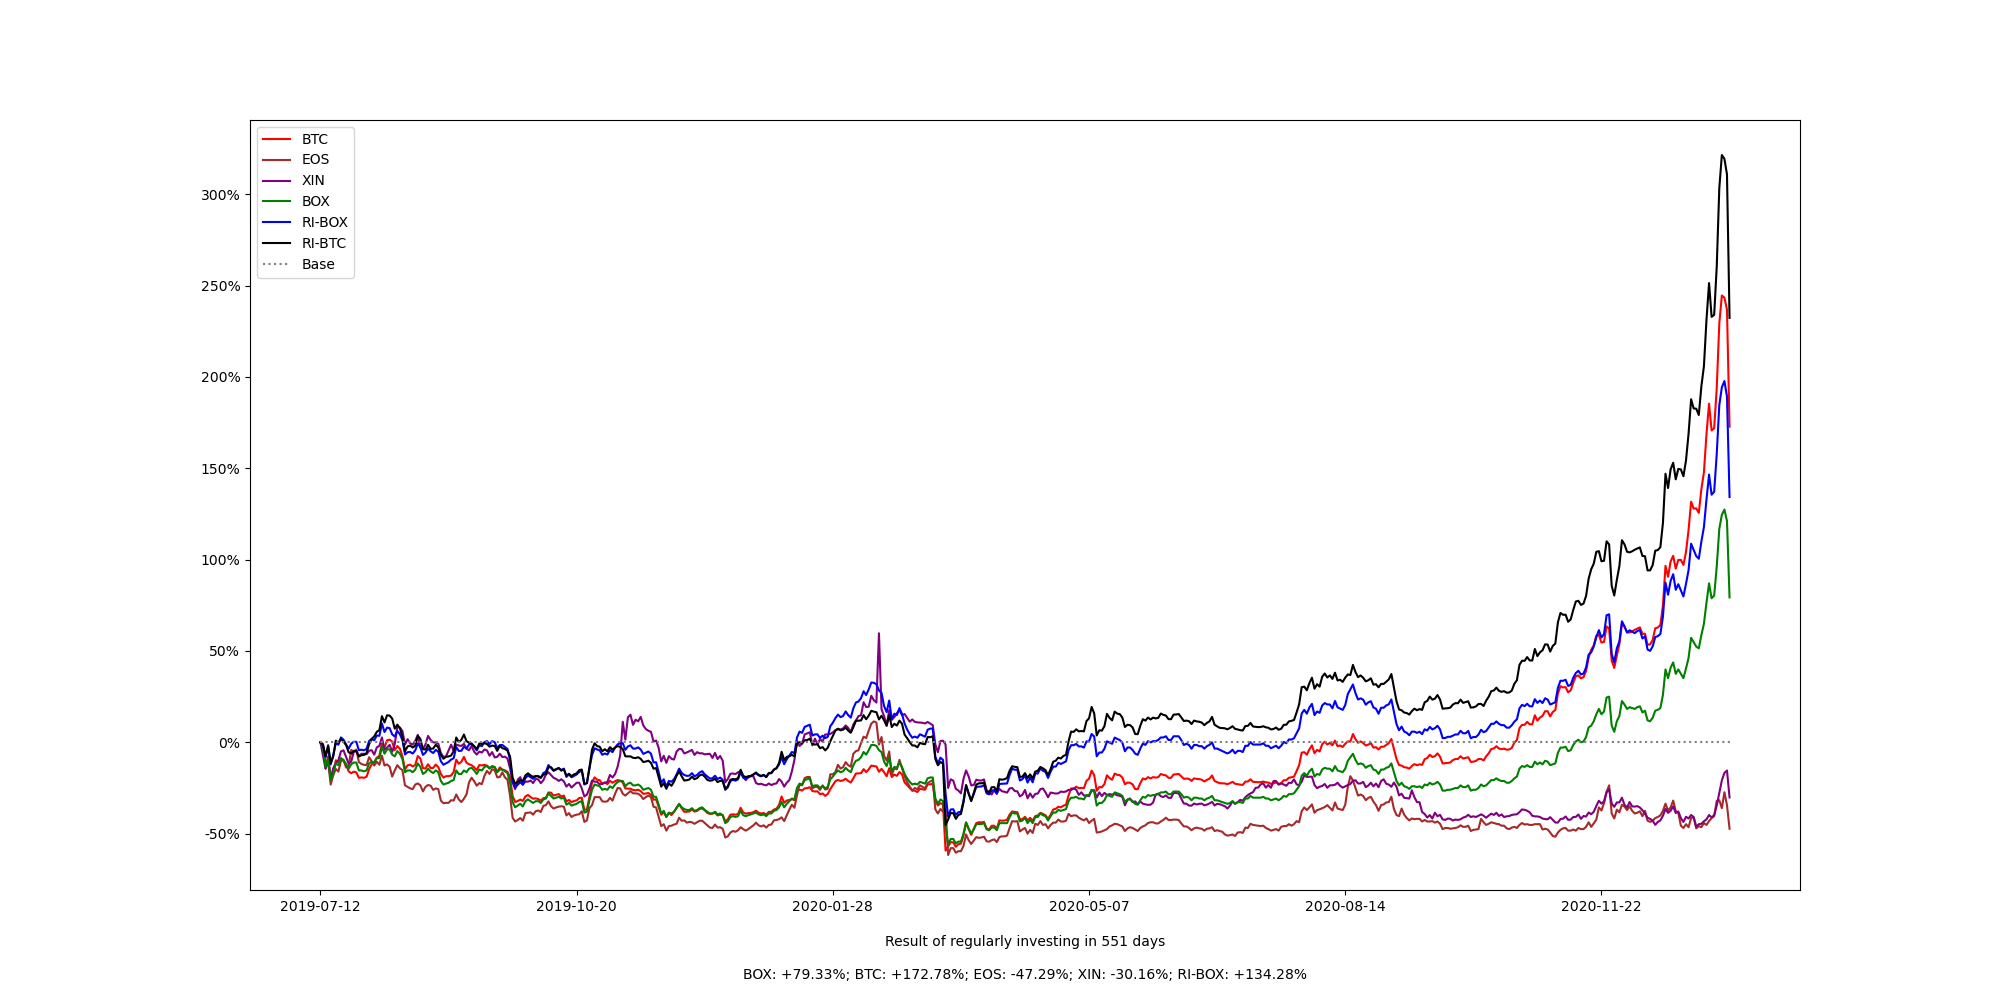 BTC
EOS
XIN
BOX
RI-BOX
RI-BTC
Base
300%
250%
200%
150%
100%
50%
0%
-50%
2019-07-12 2019-10-20 2020-01-28 2020-05-07 2020-08-14 2020-11-22
Result of regularly investing in 551 days
BOX: +79.33%; BTC: +172.78%; EOS: -47.29%; XIN: -30.16%; RI-BOX: +134.28%